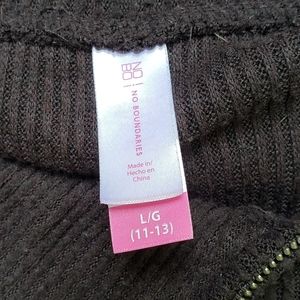 NO
BO
NO BOUNDARIES
Made in/
Hecho en
China
L/G
(11-13)